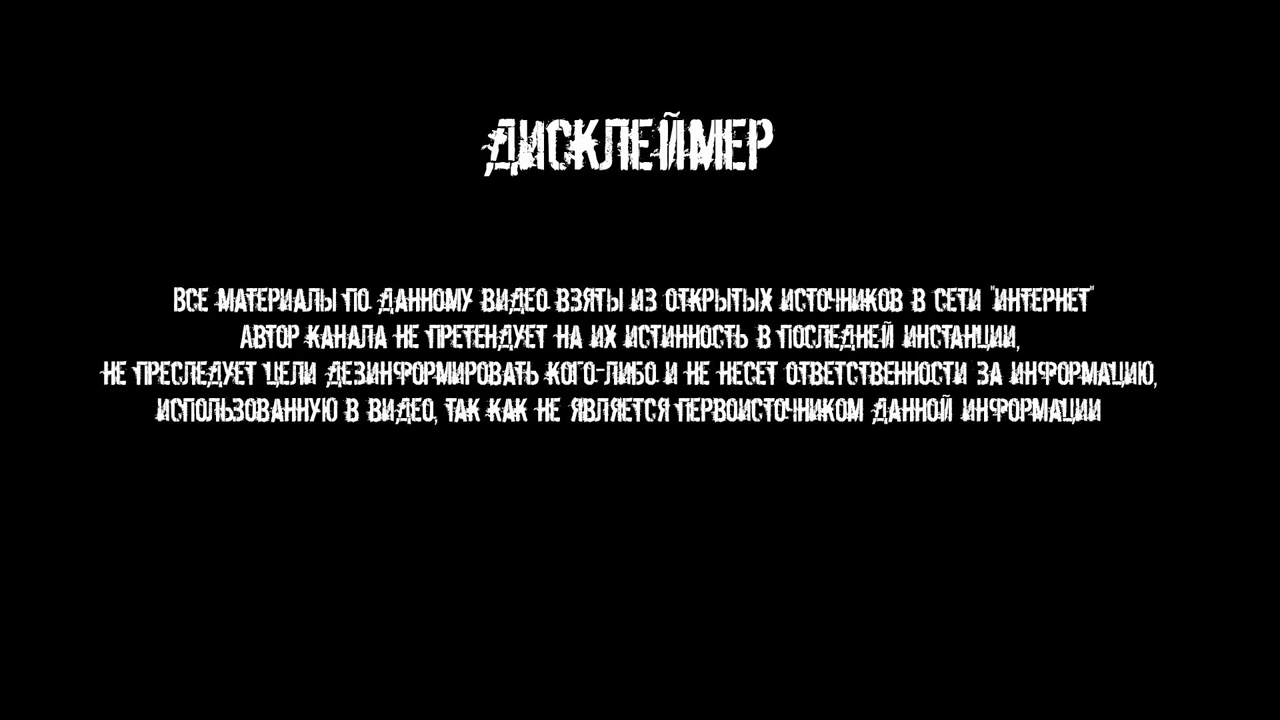 ДИСКЛЕЙМЕР
ВСЕ МАТЕРИАЛЫ ПО ДАННОМУ ВИДЕО ВЗЯТЫ ИЗ ОТКРЫТЫХ ИСТОЧНИКОВ В СЕТИ "ИНТЕРНЕТ"
АВТОР КАНАЛА НЕ ПРЕТЕНДУЕТ НА ИХ ИСТИННОСТЬ В ПОСЛЕДНЕЙ ИНСТАНЦИИ,
НЕ ПРЕСЛЕДУЕТ ЦЕЛИ ДЕЗИНФОРМИРОВАТЬ КОГО-ЛИБО И НЕ НЕСЕТ ОТВЕТСТВЕННОСТИ ЗА ИНФОРМАЦИЮ,
ИСПОЛЬЗОВАННУЮ В ВИДЕО, ТАК КАК НЕ ЯВЛЯЕТСЯ ПЕРВОИСТОЧНИКОМ ДАННОЙ ИНФОРМАЦИИ